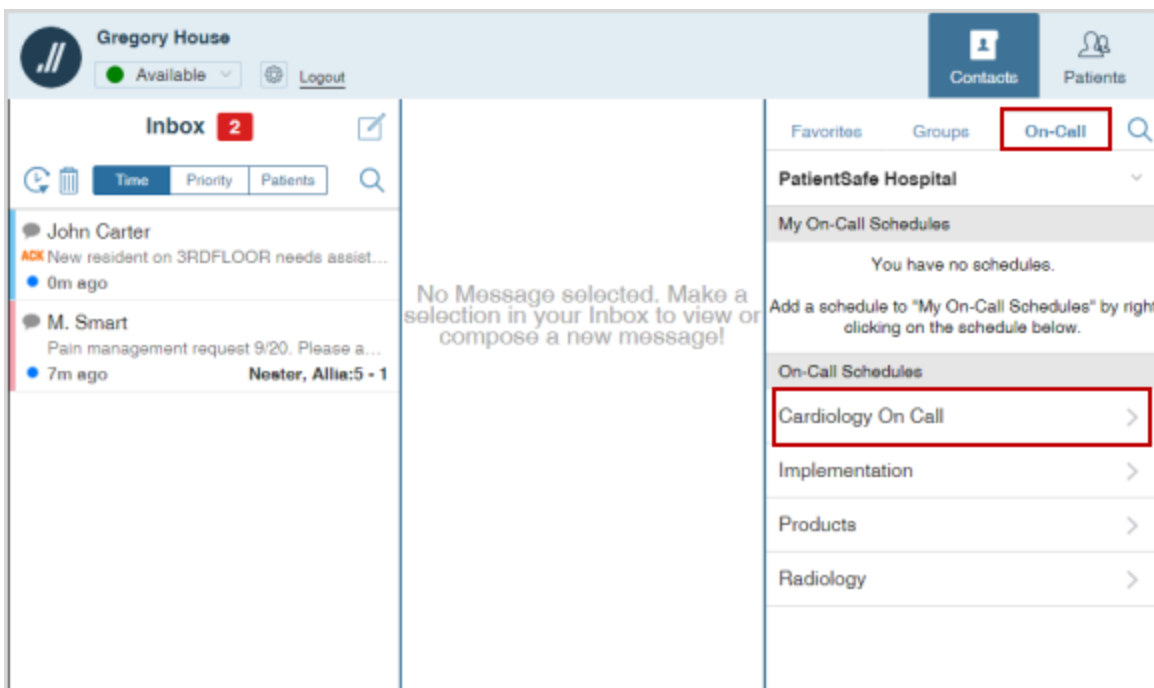 Gregory House
Available
Logout
Contacts
Patients
Inbox 2
Time Priority Patients
John Carter
ACK New resident on 3RDFLOOR needs assist...
0m ago
M. Smart
Pain management request 9/20. Please a...
7m ago Nester, Allie:5 - 1
No Message selected. Make a
selection in your Inbox to view or
compose a new message!
Favorites Groups On-Call
PatientSafe Hospital
My On-Call Schedules
You have no schedules.
Add a schedule to "My On-Call Schedules" by right
clicking on the schedule below.
On-Call Schedules
Cardiology On Call
Implementation
Products
Radiology